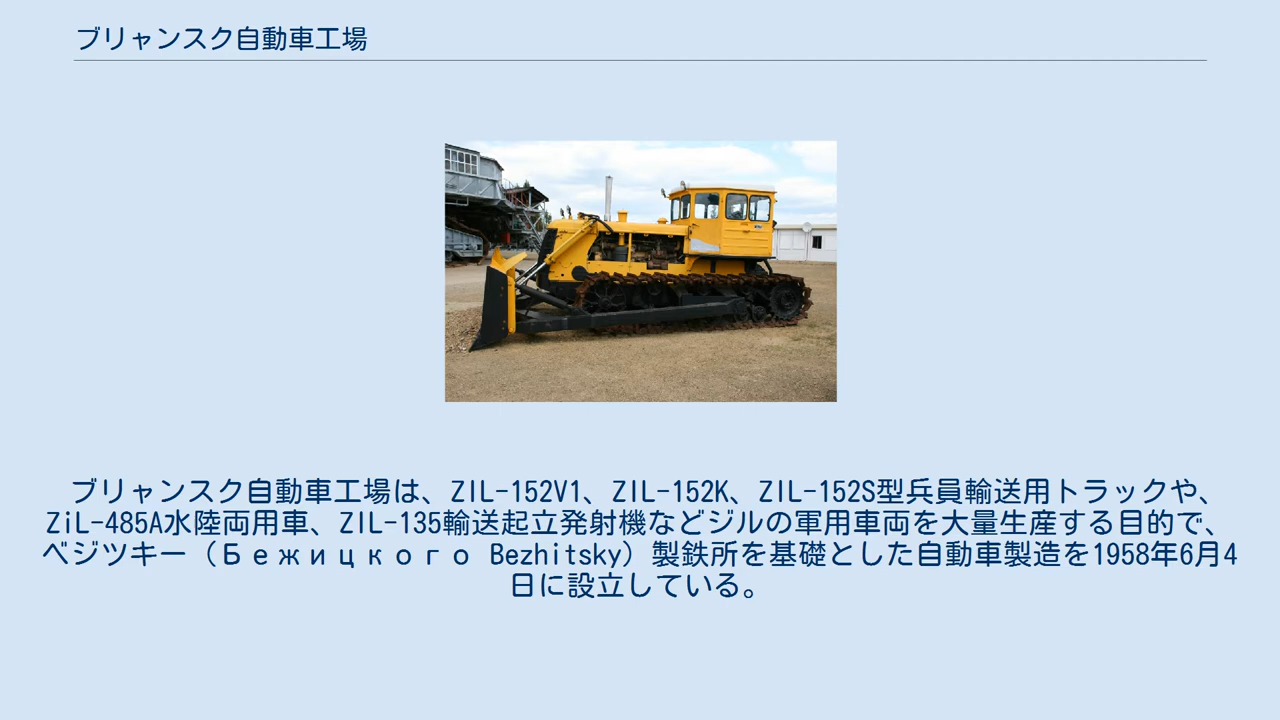 ブリャンスク自動車工場
ブリャンスク自動車工場は、ZIL-152V1、ZIL-152K、ZIL-152S型兵員輸送用トラックや、
ZiL-485A水陸両用車、ZIL-135輸送起立発射機などジルの軍用車両を大量生産する目的で、
ベジツキー（Бежицкого Bezhitsky）製鉄所を基礎とした自動車製造を1958年6月4
日に設立している。